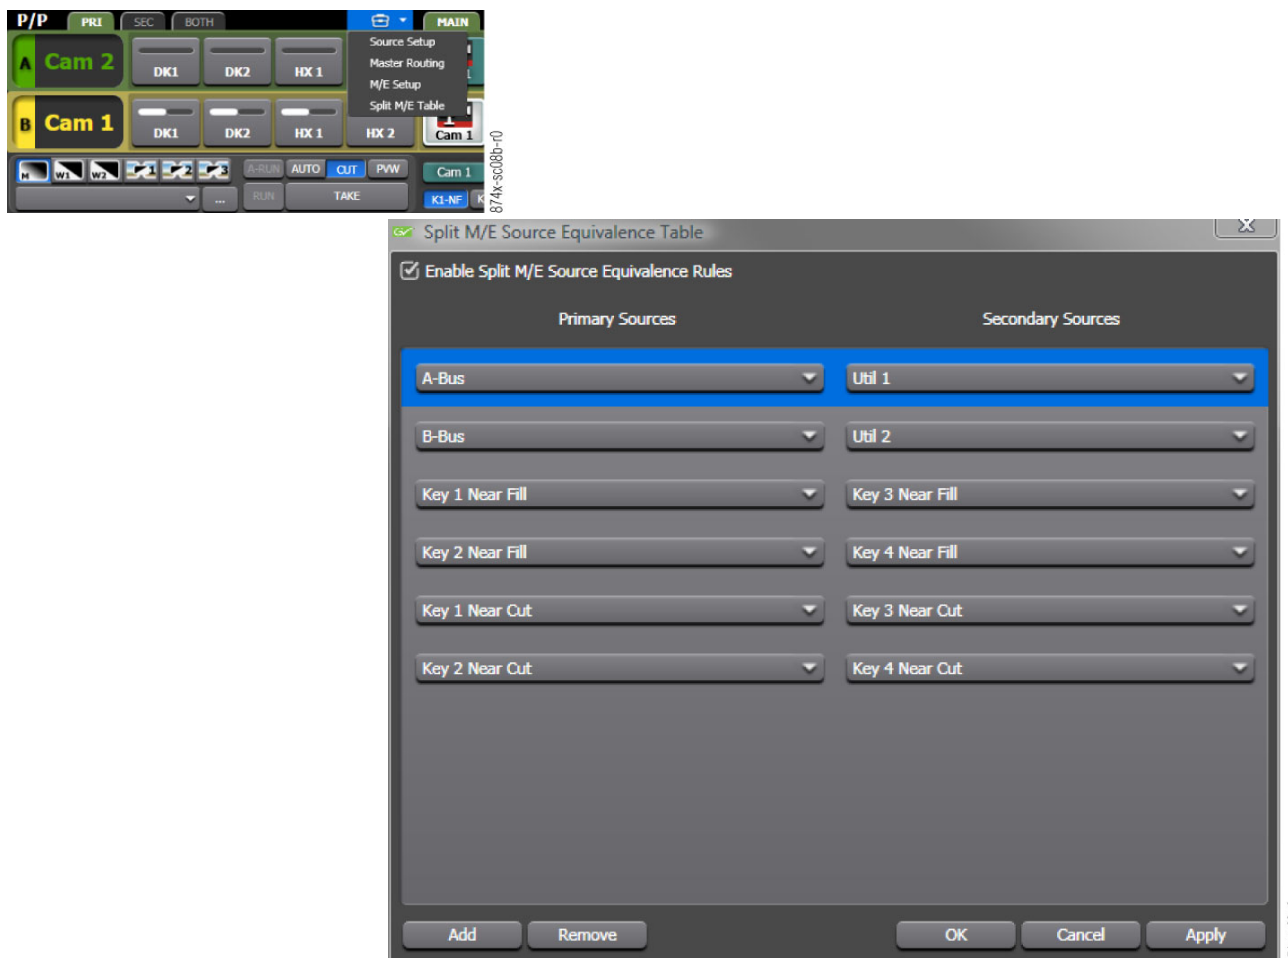 P/P PRI SEC BOTH MAIN
Source Setup
Master Routing
M/E Setup
Split M/E Table
A Cam 2 DK1 DK2 HX 1
B Cam 1 DK1 DK2 HX 1 HX 2 Cam 1
M W1 W2 1 2 3 A-RUN AUTO CUT PVW Cam 1
... RUN TAKE K1-NF K
874x-sc08b-r0
Split M/E Source Equivalence Table
Enable Split M/E Source Equivalence Rules
Primary Sources Secondary Sources
A-Bus Util 1
B-Bus Util 2
Key 1 Near Fill Key 3 Near Fill
Key 2 Near Fill Key 4 Near Fill
Key 1 Near Cut Key 3 Near Cut
Key 2 Near Cut Key 4 Near Cut
Add Remove OK Cancel Apply